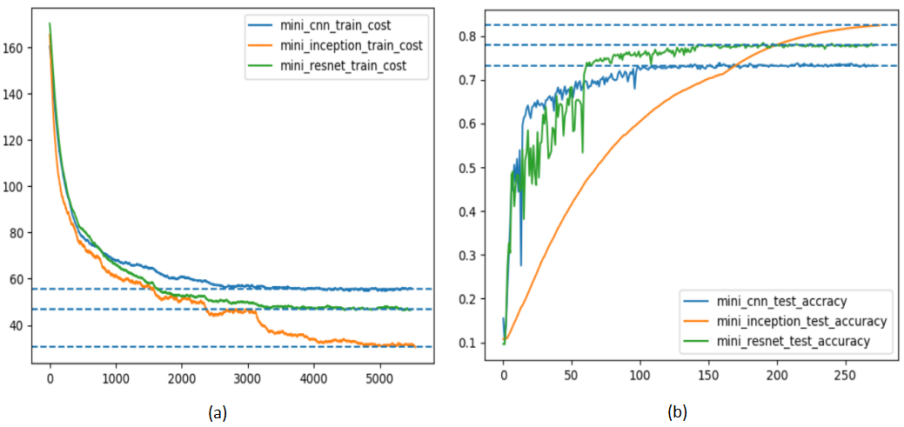 mini_cnn_train_cost
mini_inception_train_cost
mini_resnet_train_cost
160
140
120
100
80
60
40
0 1000 2000 3000 4000 5000
(a)
0.8
0.7
0.6
0.5
0.4
0.3
0.2
0.1
mini_cnn_test_accracy
mini_inception_test_accuracy
mini_resnet_test_accuracy
0 50 100 150 200 250
(b)